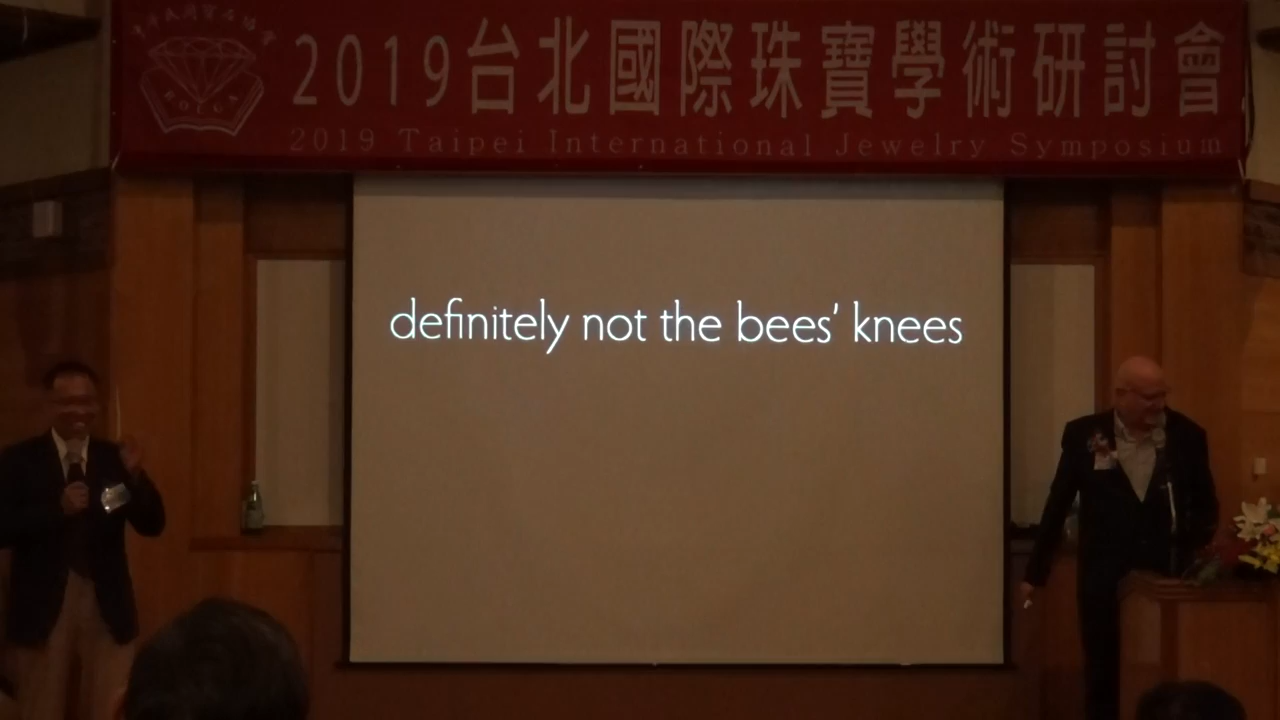 2019台北國際珠寶學術研討會
2019 Taipei International Jewelry Symposium
definitely not the bees' knees